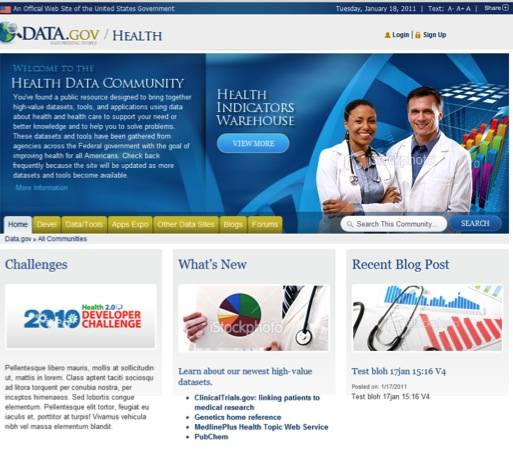 An Official Web Site of the United States Government
Tuesday, January 18, 2011 | Text: A- A+ A | Share
DATA.GOV / HEALTH
EMPOWERING PEOPLE
Login | Sign Up
WELCOME TO THE
HEALTH DATA COMMUNITY
You've found a public resource designed to bring together
high-value datasets, tools, and applications using data
about health and health care to support your need or
better knowledge and to help you to solve problems.
These datasets and tools have been gathered from
agencies across the Federal government with the goal of
improving health for all Americans. Check back
frequently because the site will be updated as more
datasets and tools become available.
More Information
HEALTH
INDICATORS
WAREHOUSE
VIEW MORE
iStockphoto
Home Devel Data/Tools Apps Expo Other Data Sites Blogs Forums
Search This Community...
SEARCH
Data.gov » All Communities
Challenges
Health 2.0
2010 DEVELOPER
CHALLENGE
Pellentesque libero mauris, mollis at sollicitudin
ut, mattis in lorem. Class aptent taciti sociosqu
ad litora torquent per conubia nostra, per
inceptos himenaeos. Sed lobortis congue
elementum. Pellentesque elit tortor, feugiat eu
iaculis et, porttitor at turpis! Vivamus vehicula
nibh vel massa elementum blandit.
What's New
iStockphoto
Learn about our newest high-value
datasets.
ClinicalTrials.gov: linking patients to
medical research
Genetics home reference
MedlinePlus Health Topic Web Service
PubChem
Recent Blog Post
iStockphoto
Test bloh 17jan 15:16 V4
Posted on: 1/17/2011
Test bloh 17jan 15:16 V4